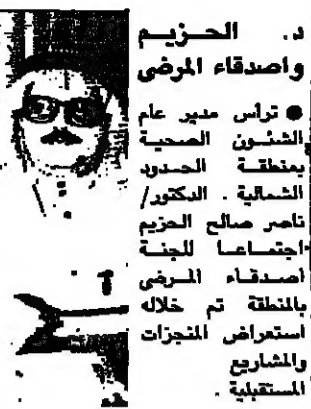 د. الحزيم
واصدقاء المرضى
● ترأس مدير عام
الشئون الصحية
بمنطقة الحدود
الشمالية . الدكتور/
ناصر صالح الحزيم
اجتماعا للجنة
اصدقاء المرضى
بالمنطقة تم خلاله
استعراض المنجزات
والمشاريع
المستقبلية .